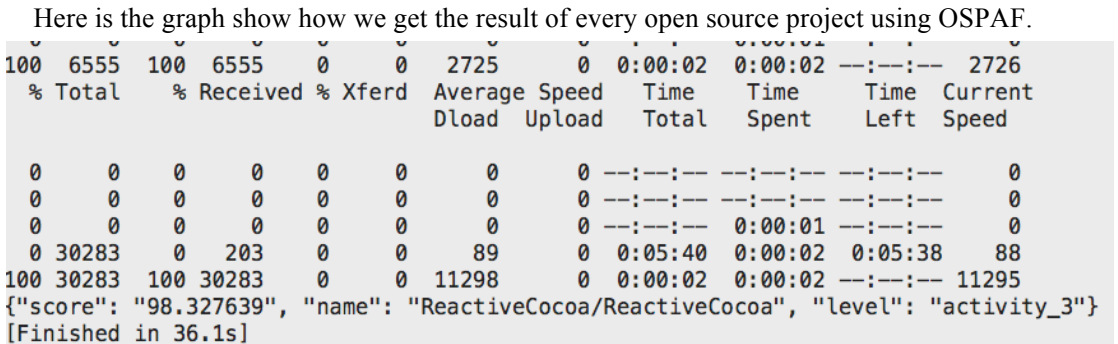 Here is the graph show how we get the result of every open source project using OSPAF.
100 6555 100 6555 0 0 2725 0 0:00:02 0:00:02 --:--:-- 2726
% Total % Received % Xferd Average Speed Time Time Time Current
Dload Upload Total Spent Left Speed
0 0 0 0 0 0 0 0 --:--:-- --:--:-- --:--:-- 0
0 0 0 0 0 0 0 0 --:--:-- --:--:-- --:--:-- 0
0 0 0 0 0 0 0 0 --:--:-- 0:00:01 --:--:-- 0
0 30283 0 203 0 0 89 0 0:05:40 0:00:02 0:05:38 88
100 30283 100 30283 0 0 11298 0 0:00:02 0:00:02 --:--:-- 11295
{"score": "98.327639", "name": "ReactiveCocoa/ReactiveCocoa", "level": "activity_3"}
[Finished in 36.1s]